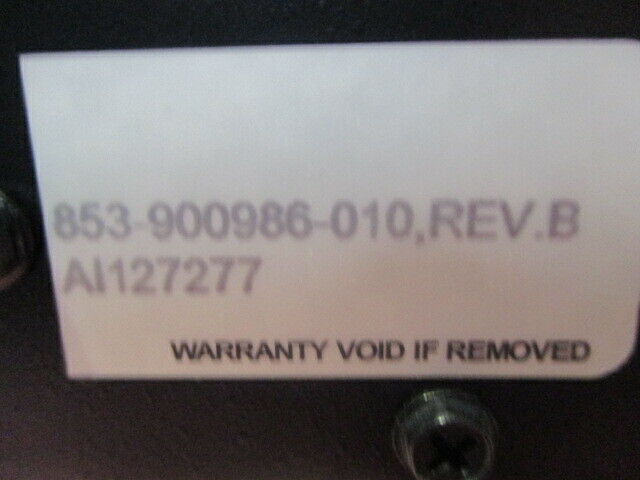 853-900986-010,REV.B
AI127277
WARRANTY VOID IF REMOVED